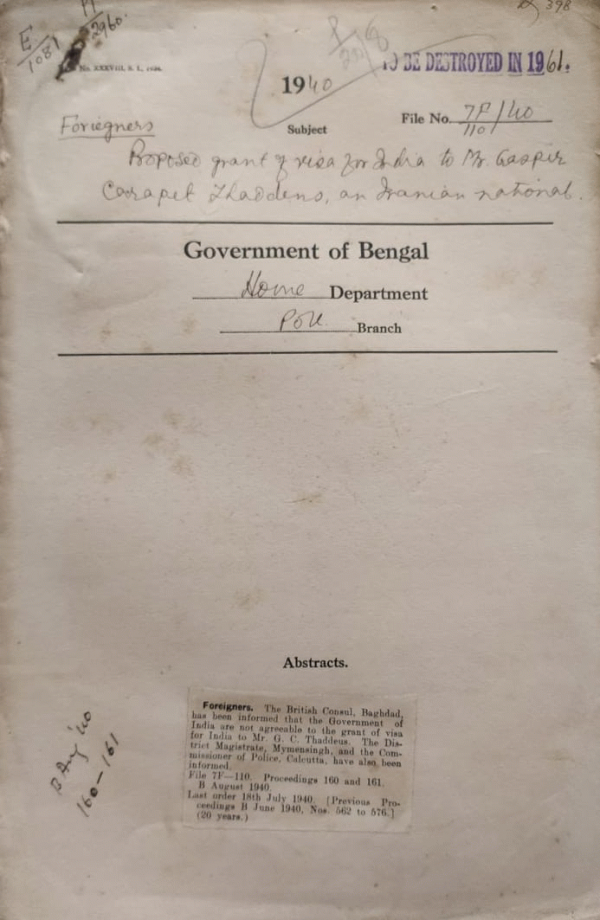 E/1081
2960.
398
No. XXXVIII,
TO BE DESTROYED IN 1961.
1940
File No. 7F/40
110
Foriegners
Subject
Proposed grant of visa for India to Mr. Gasper
Carapet Thaddeus, an Iranian national.
Government of Bengal
Home Department
Pol. Branch
Abstracts.
B Aug '40
160–161
Foreigners. The British Consul, Baghdad,
has been informed that the Government of
India are not agreeable to the grant of visa
for India to Mr. G. C. Thaddeus. The Dis-
trict Magistrate, Mymensingh, and the Com-
missioner of Police, Calcutta, have also been
informed.
File 7F—110. Proceedings 160 and 161.
B August 1940.
Last order 18th July 1940. [Previous Pro-
ceedings B June 1940, Nos. 562 to 576.]
(20 years.)